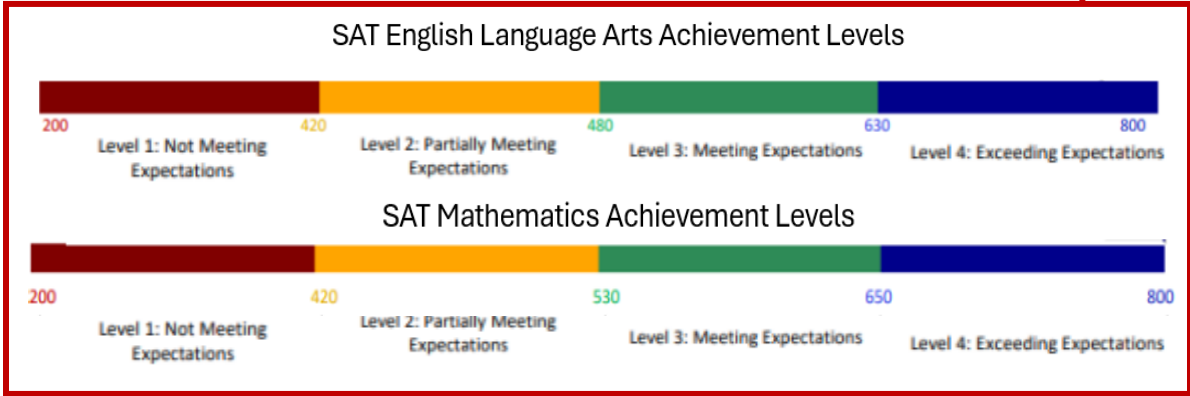 SAT English Language Arts Achievement Levels
200 420 480 630 800
Level 1: Not Meeting
Expectations
Level 2: Partially Meeting
Expectations
Level 3: Meeting Expectations
Level 4: Exceeding Expectations
SAT Mathematics Achievement Levels
200 420 530 650 800
Level 1: Not Meeting
Expectations
Level 2: Partially Meeting
Expectations
Level 3: Meeting Expectations
Level 4: Exceeding Expectations